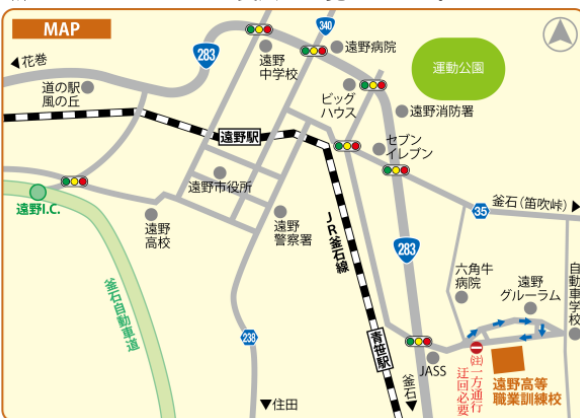 MAP
340
遠野病院
283
遠野
中学校
運動公園
◀花巻
道の駅
風の丘
ビッグ
ハウス
遠野消防署
遠野駅
セブン
イレブン
遠野市役所
遠野I.C.
遠野
高校
遠野
警察署
JR釜石線
35
釜石(笛吹峠)▶
283
六角牛
病院
遠野
グルーラム
自動車学校
釜石自動車道
238
青笹駅
JASS
㊟一方通行
迂回必要
遠野高等
職業訓練校
▼住田
釜石▼